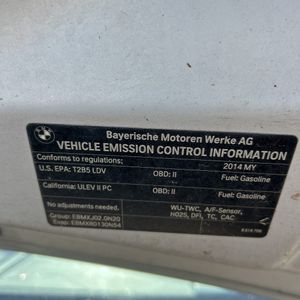 Bayerische Motoren Werke AG
VEHICLE EMISSION CONTROL INFORMATION
Conforms to regulations: 2014 MY
U.S. EPA: T2B5 LDV OBD: II Fuel: Gasoline
California: ULEV II PC OBD: II Fuel: Gasoline
No adjustments needed. WU-TWC, A/F-Sensor,
Group: EBMXJ02.0N20 HO2S, DFI, TC, CAC
Evap: EBMXR0130N54